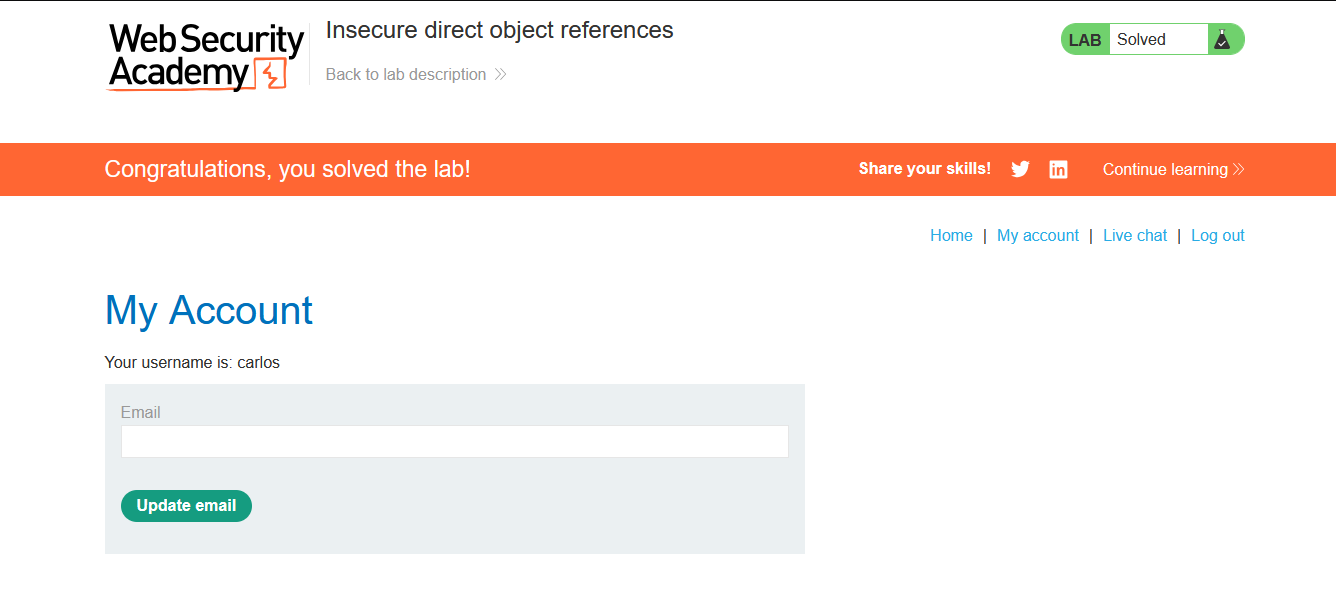 Web Security
Academy
Insecure direct object references
Back to lab description
LAB Solved
Congratulations, you solved the lab!
Share your skills!
Continue learning
Home | My account | Live chat | Log out
My Account
Your username is: carlos
Email
Update email